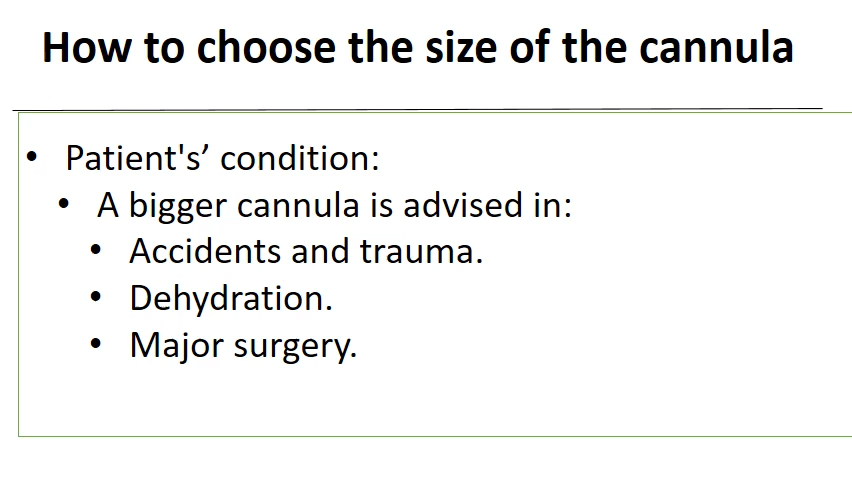 How to choose the size of the cannula
• Patient's’ condition:
• A bigger cannula is advised in:
• Accidents and trauma.
• Dehydration.
• Major surgery.